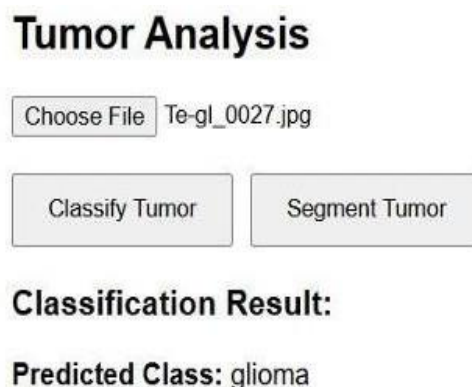 Tumor Analysis
Choose File Te-gl_0027.jpg
Classify Tumor Segment Tumor
Classification Result:
Predicted Class: glioma